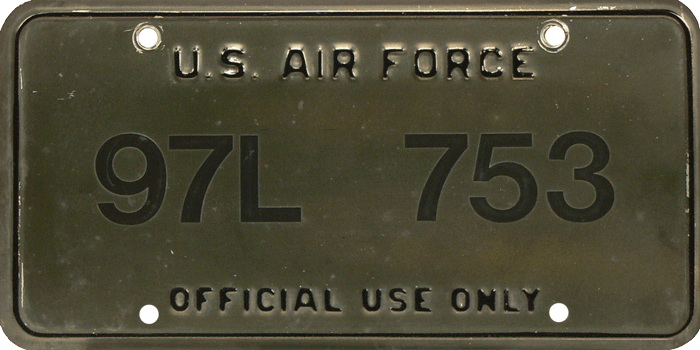 U.S. AIR FORCE
97L 753
OFFICIAL USE ONLY